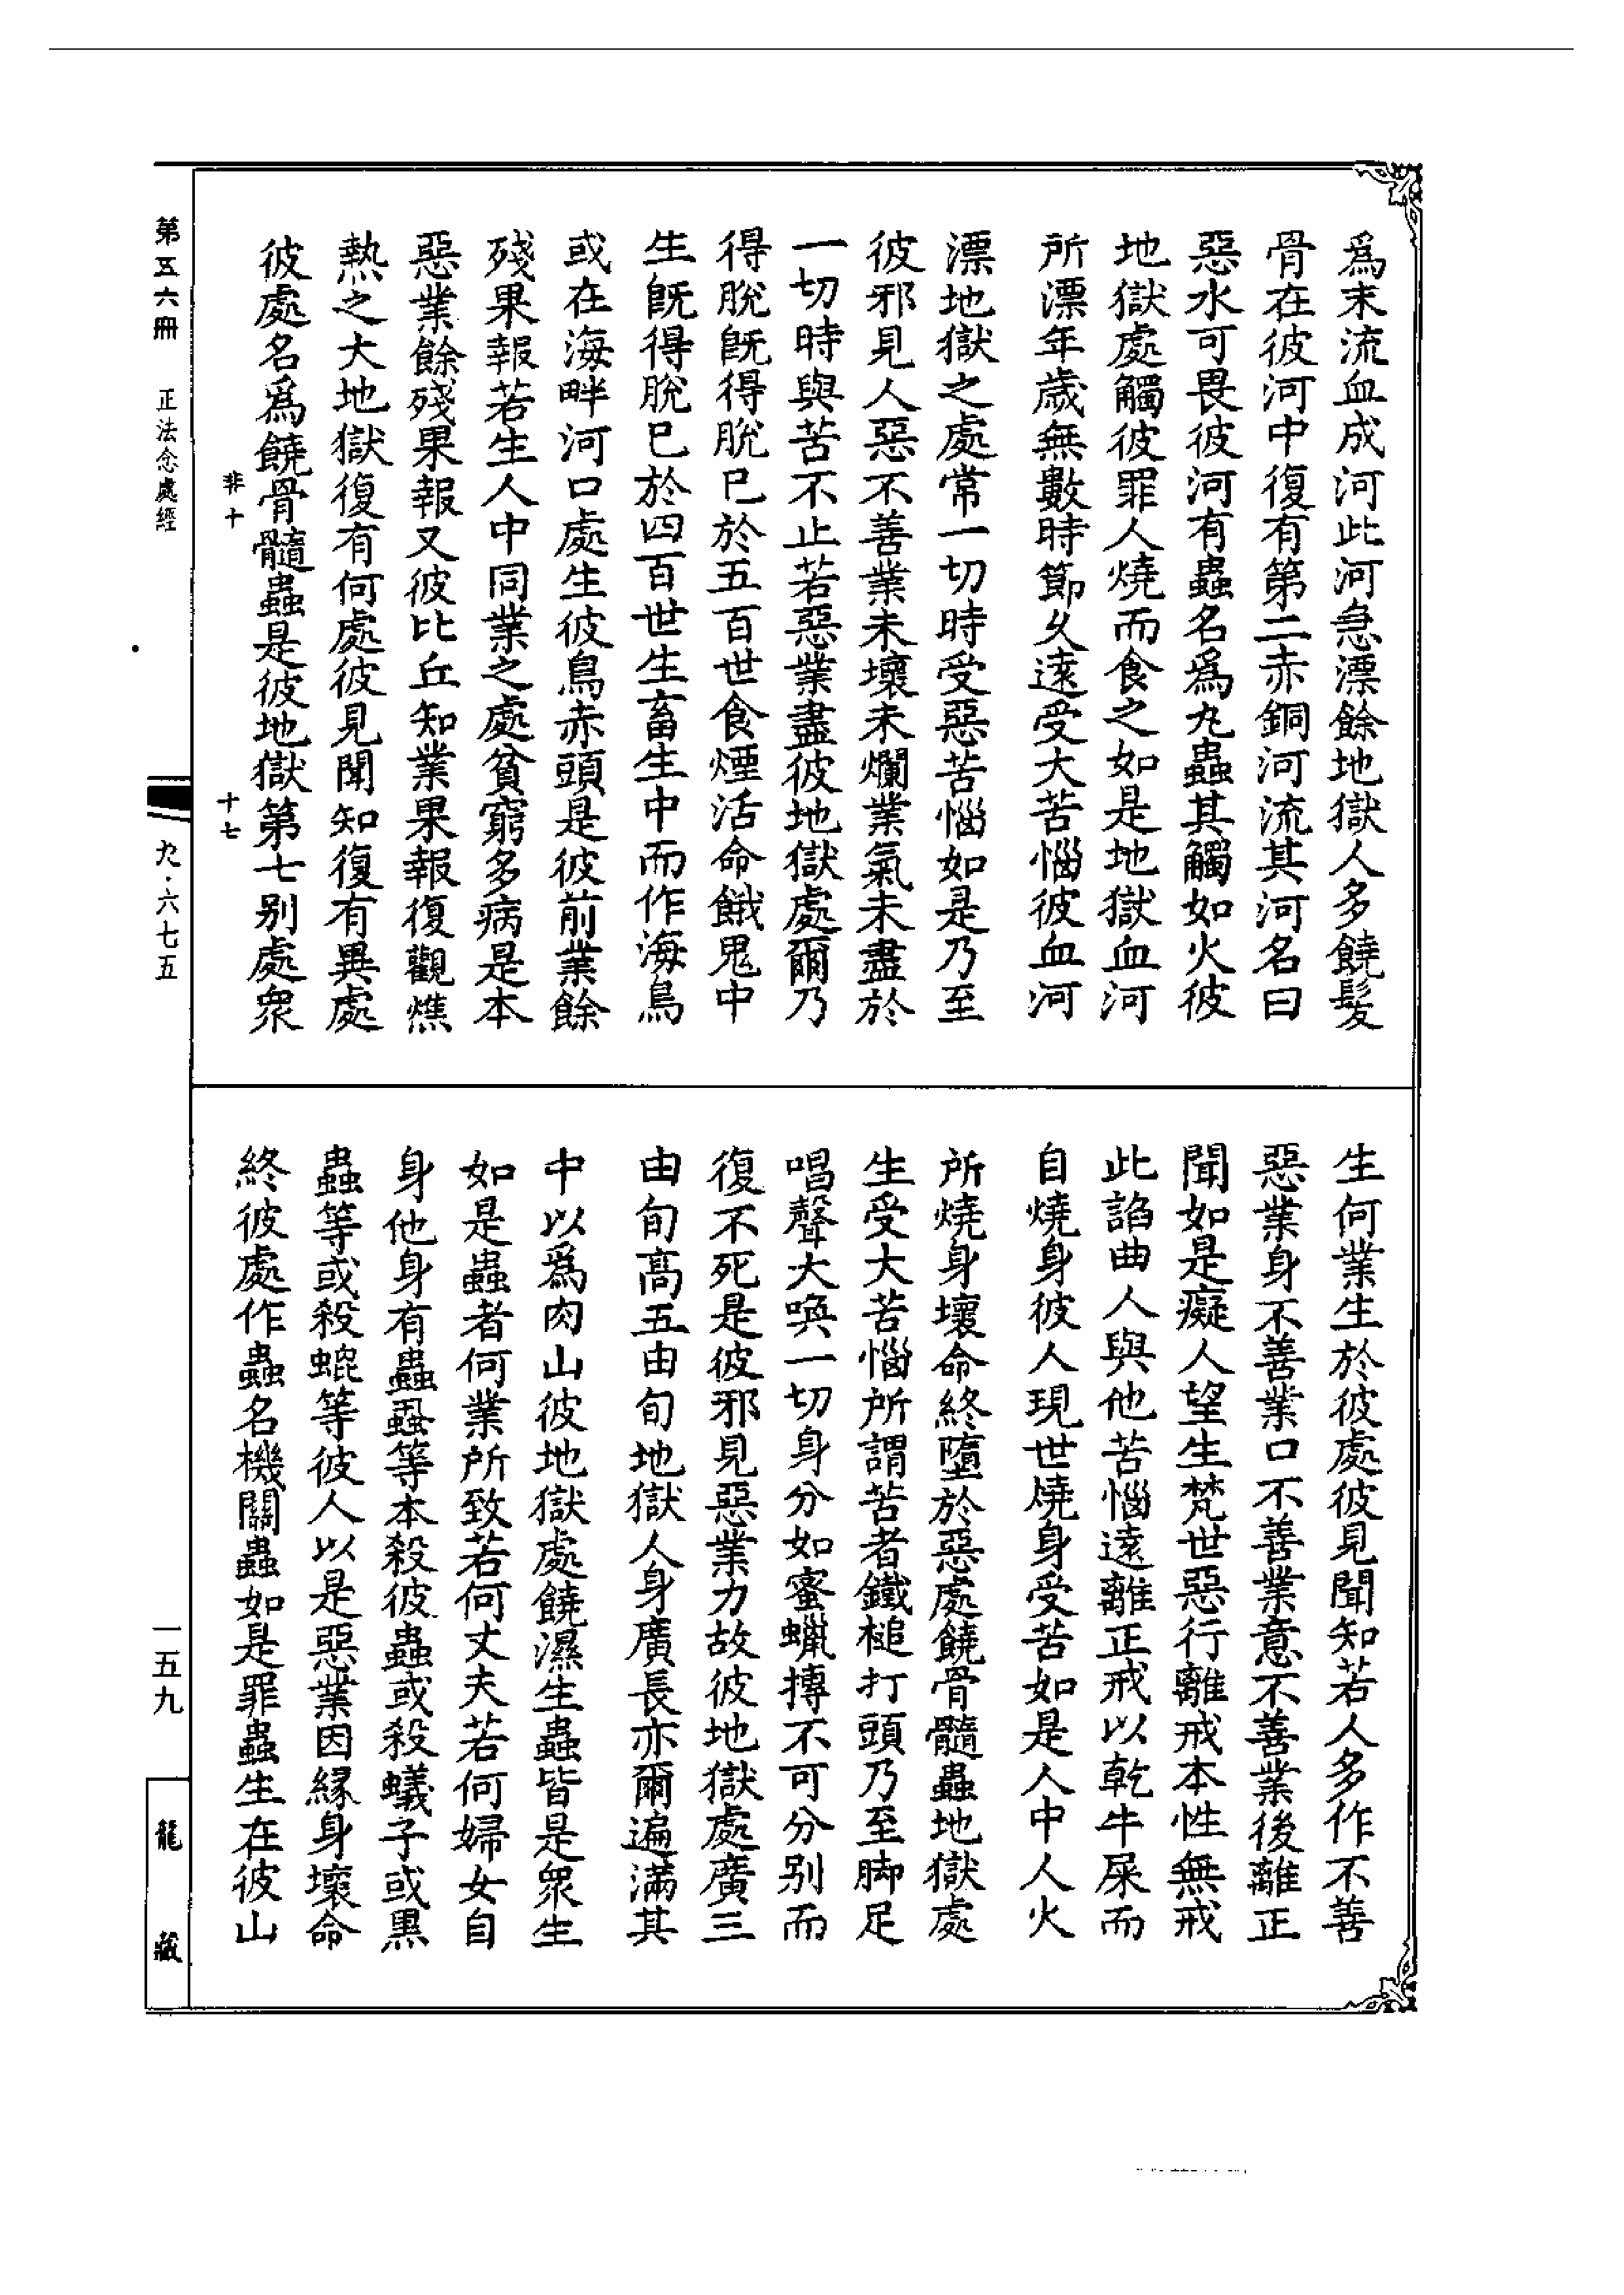 為末流血成河此河急漂餘地獄人多饒髮
骨在彼河中復有第二赤銅河流其河名曰
惡水可畏彼河有蟲名為丸蟲其觸如火彼
地獄處觸彼罪人燒而食之如是地獄血河
所漂年歲無數時節久遠受大苦惱彼血河
漂地獄之處常一切時受惡苦惱如是乃至
彼邪見人惡不善業未壞未爛業氣未盡於
一切時與苦不止若惡業盡彼地獄處爾乃
得脫既得脫已於五百世食煙活命餓鬼中
生既得脫已於四百世生畜生中而作海鳥
或在海畔河口處生彼鳥赤頭是彼前業餘
殘果報若生人中同業之處貧窮多病是本
惡業餘殘果報又彼比丘知業果報復觀燋
熱之大地獄復有何處彼見聞知復有異處
彼處名為饒骨髓蟲是彼地獄第七別處眾
非十
十七
生何業生於彼處彼見聞知若人多作不善
惡業身不善業口不善業意不善業後離正
聞如是癡人望生梵世惡行離戒本性無戒
此諂曲人與他苦惱遠離正戒以乾牛屎而
自燒身彼人現世燒身受苦如是人中人火
所燒身壞命終墮於惡處饒骨髓蟲地獄處
生受大苦惱所謂苦者鐵槌打頭乃至腳足
唱聲大喚一切身分如蜜蠟摶不可分別而
復不死是彼邪見惡業力故彼地獄處廣三
由旬高五由旬地獄人身廣長亦爾遍滿其
中以為肉山彼地獄處饒濕生蟲皆是眾生
如是蟲者何業所致若何丈夫若何婦女自
身他身有蟲蝨等本殺彼蟲或殺蟻子或黑
蟲等或殺蜫等彼人以是惡業因緣身壞命
終彼處作蟲名機關蟲如是罪蟲生在彼山
第五六冊 正法念處經
九·六七五
一五九
龍藏